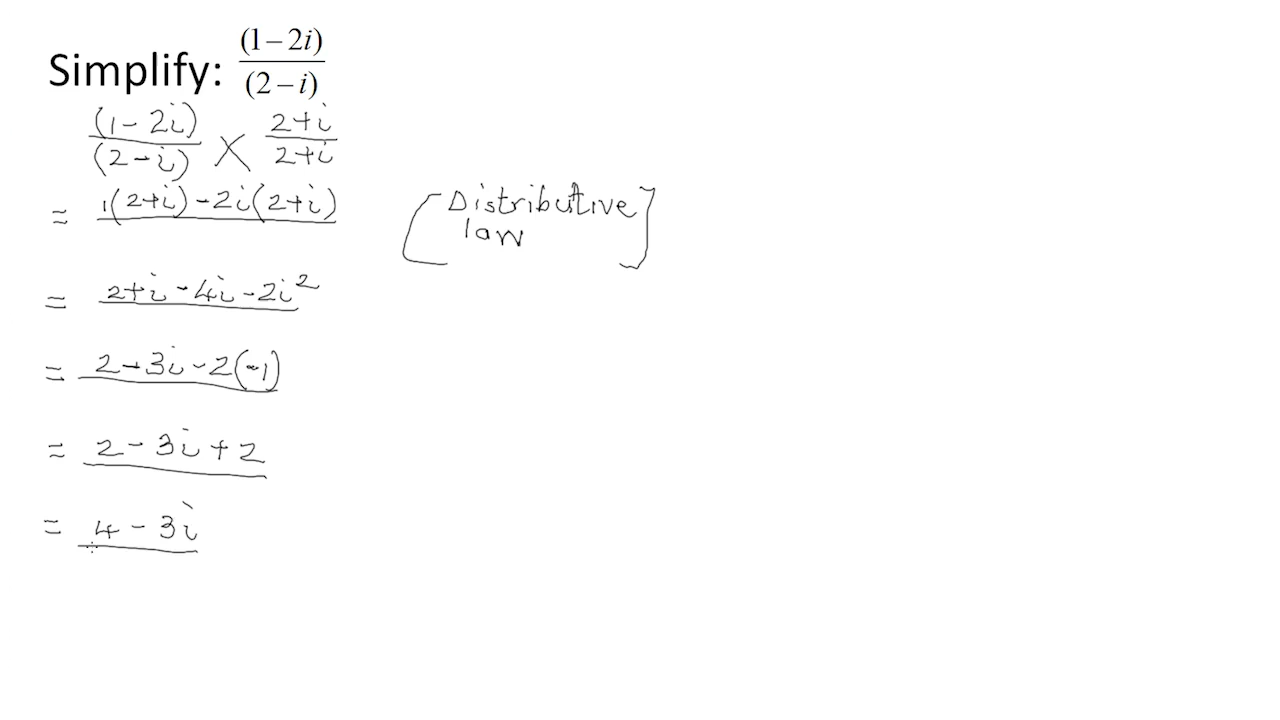 Simplify: (1-2i)/(2-i)
(1-2i)/(2-i) × 2+i/2+i
= 1(2+i)-2i(2+i) [Distributive law]
= 2+i-4i-2i²
= 2-3i-2(-1)
= 2-3i+2
= 4-3i